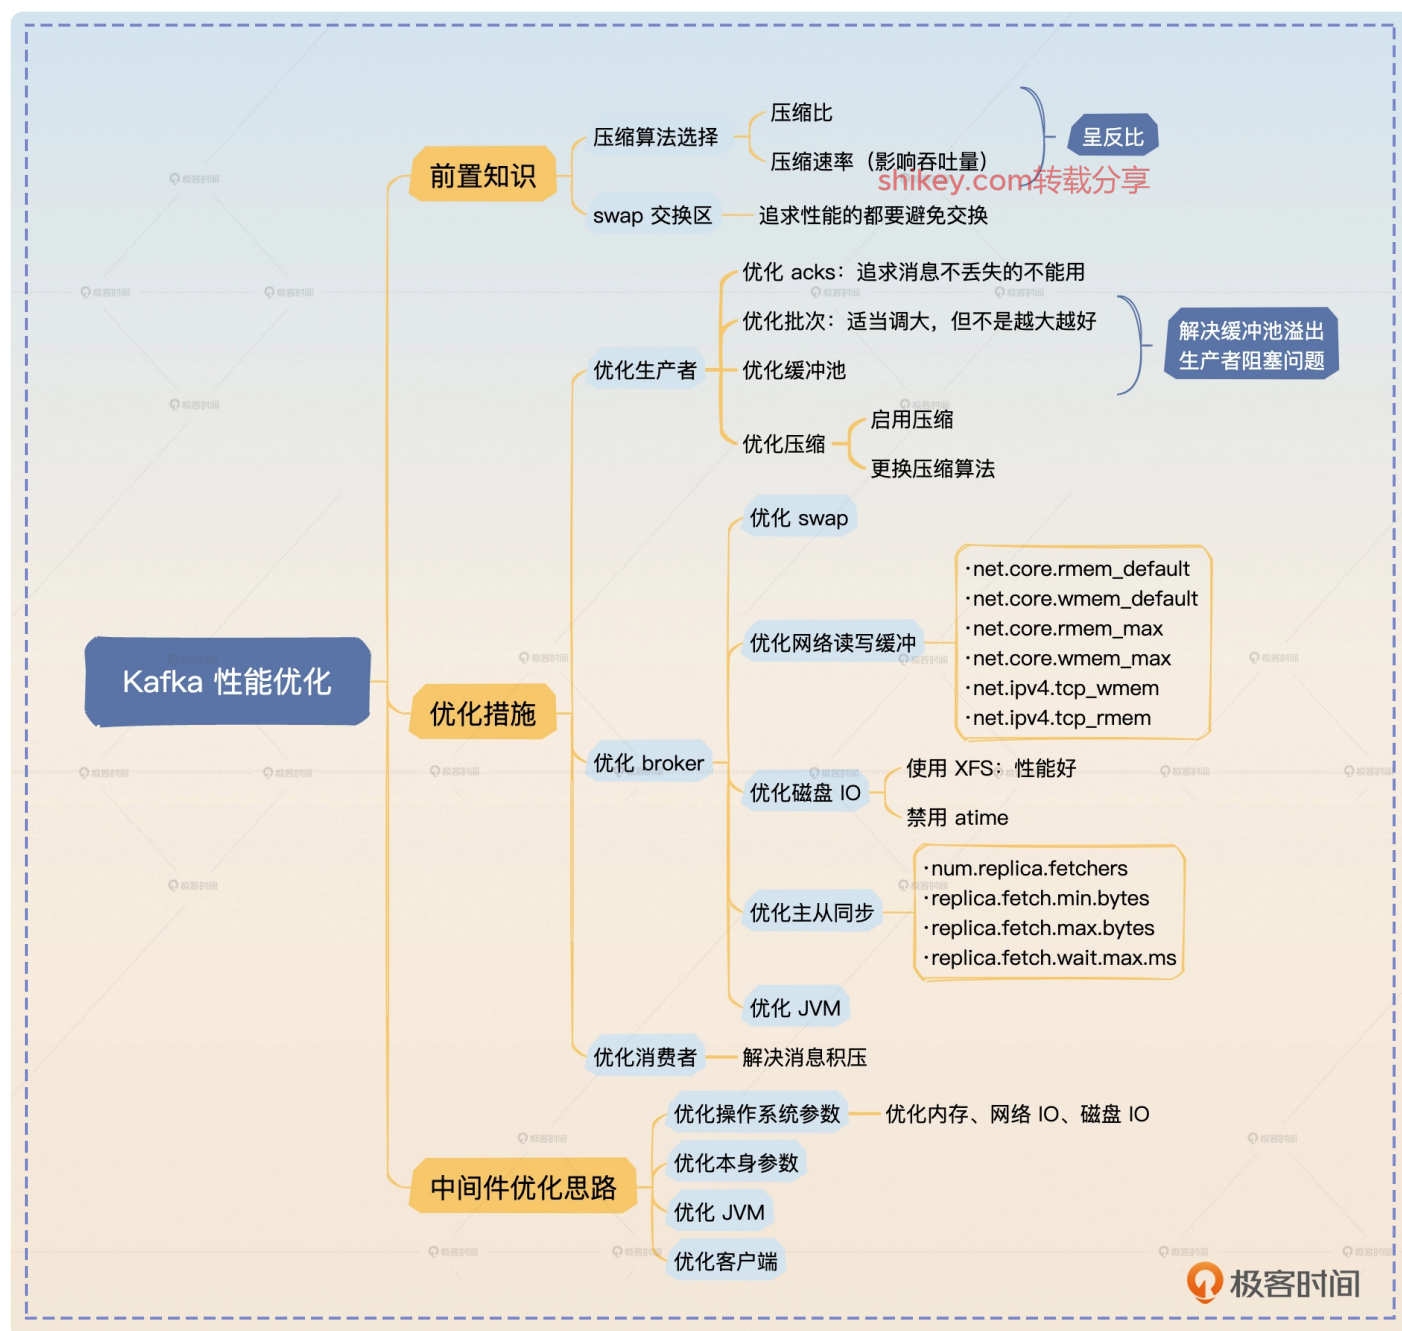 压缩比
压缩算法选择
呈反比
压缩速率（影响吞吐量）
前置知识
shikey.com转载分享
swap 交换区
追求性能的都要避免交换
优化 acks：追求消息不丢失的不能用
优化批次：适当调大，但不是越大越好
解决缓冲池溢出
生产者阻塞问题
优化生产者
优化缓冲池
启用压缩
优化压缩
更换压缩算法
优化 swap
·net.core.rmem_default
·net.core.wmem_default
·net.core.rmem_max
优化网络读写缓冲
·net.core.wmem_max
·net.ipv4.tcp_wmem
·net.ipv4.tcp_rmem
Kafka 性能优化
优化措施
优化 broker
使用 XFS：性能好
优化磁盘 IO
禁用 atime
·num.replica.fetchers
·replica.fetch.min.bytes
优化主从同步
·replica.fetch.max.bytes
·replica.fetch.wait.max.ms
优化 JVM
优化消费者
解决消息积压
优化操作系统参数
优化内存、网络 IO、磁盘 IO
优化本身参数
中间件优化思路
优化 JVM
优化客户端
极客时间